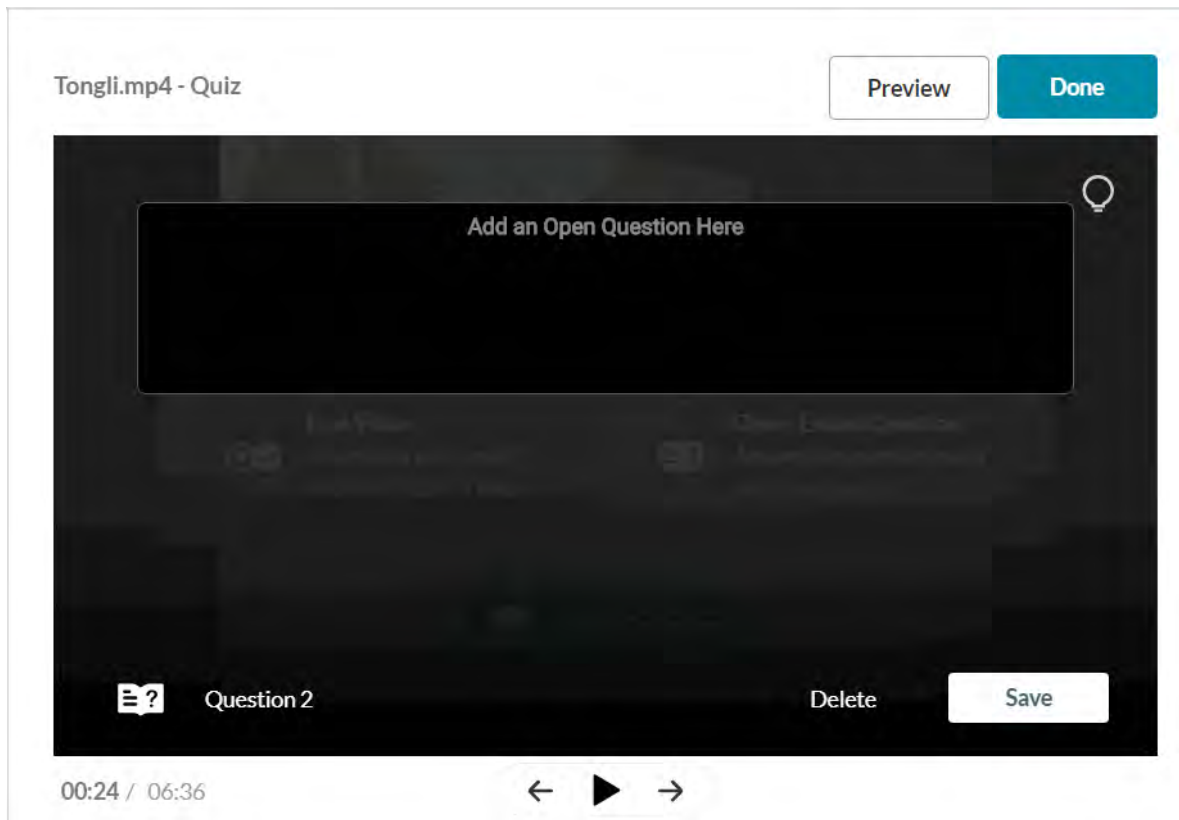 Tongli.mp4 - Quiz
Preview
Done
Add an Open Question Here
Question 2
Delete
Save
00:24 / 06:36